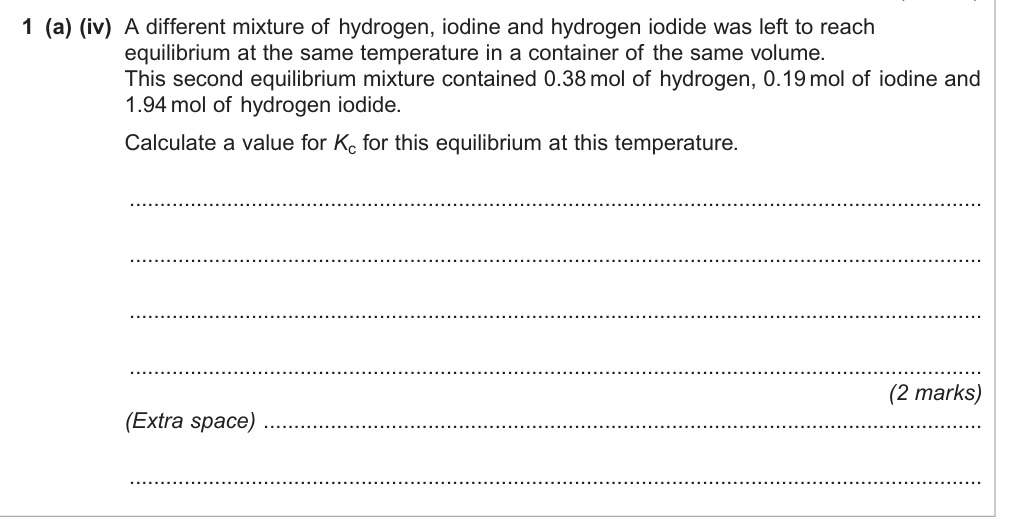 1 (a) (iv) A different mixture of hydrogen, iodine and hydrogen iodide was left to reach
equilibrium at the same temperature in a container of the same volume.
This second equilibrium mixture contained 0.38 mol of hydrogen, 0.19 mol of iodine and
1.94 mol of hydrogen iodide.
Calculate a value for Kc for this equilibrium at this temperature.
(2 marks)
(Extra space)